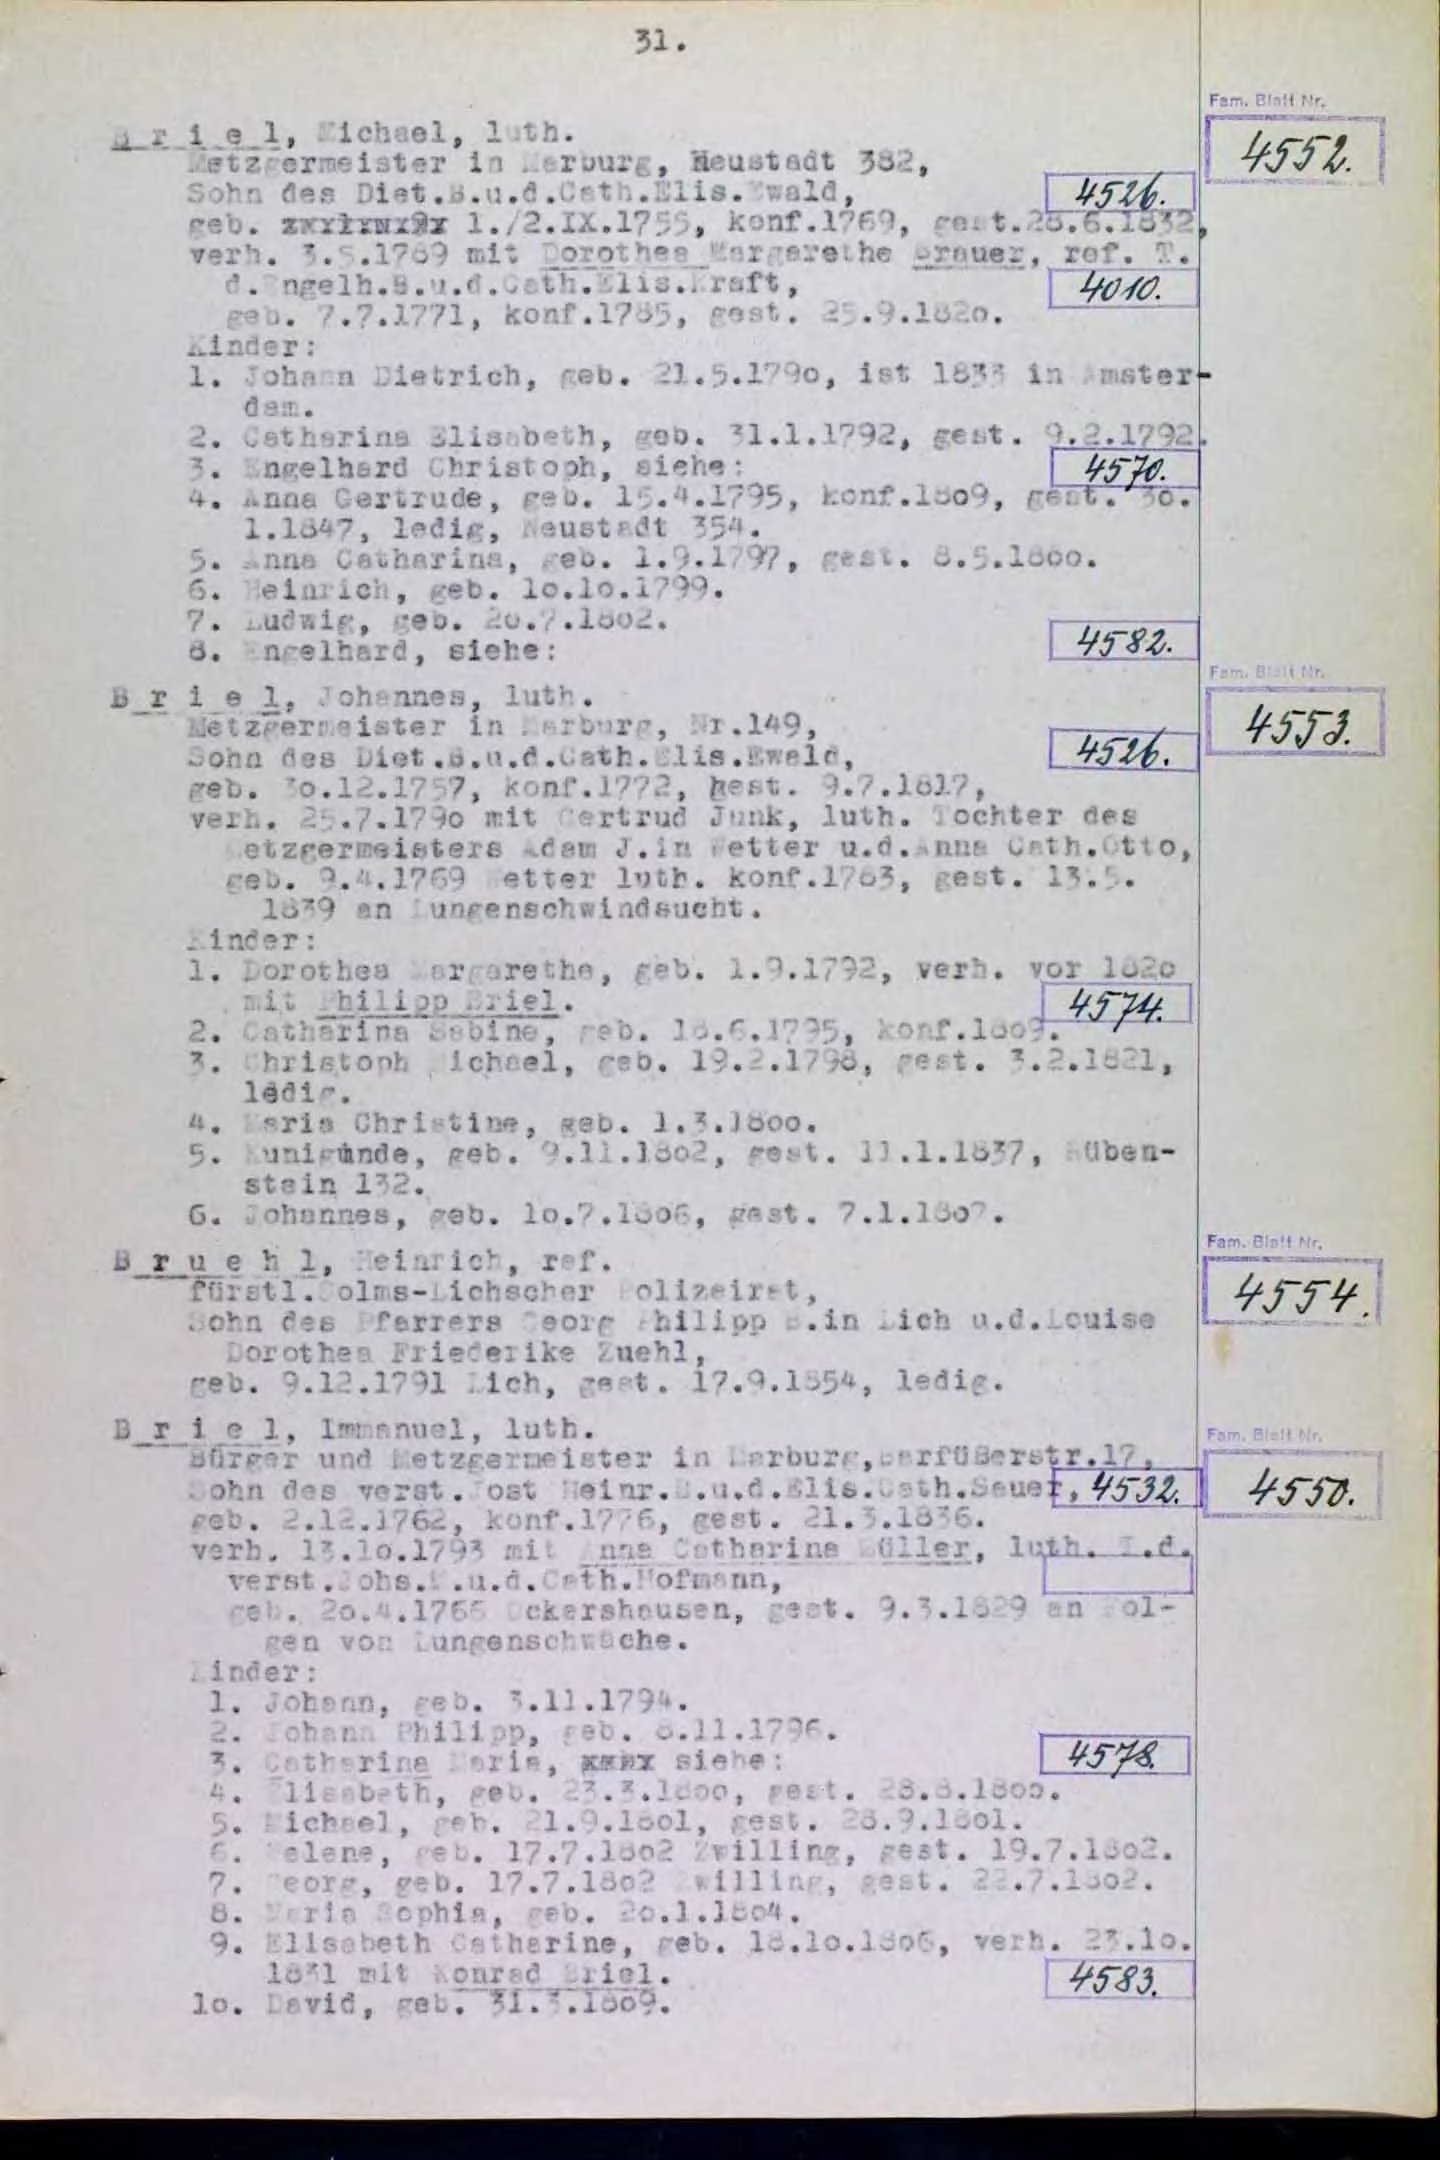 31.
Fam. Blatt Nr.
4552.
B r i e l, Michael, luth.
Metzgermeister in Marburg, Neustadt 382,
Sohn des Diet.B.u.d.Cath.Elis.Ewald, 4526.
geb. 1./2.IX.1755, konf.1769, gest.28.6.1832,
verh. 3.5.1789 mit Dorothea Margarethe Brauer, ref. T.
d.Engelh.B.u.d.Cath.Elis.Kraft, 4010.
geb. 7.7.1771, konf.1785, gest. 25.9.182o.
Kinder:
1. Johann Dietrich, geb. 21.5.179o, ist 1833 in Amster-
dam.
2. Catharina Elisabeth, geb. 31.1.1792, gest. 9.2.1792.
3. Engelhard Christoph, siehe: 4570.
4. Anna Gertrude, geb. 15.4.1795, konf.18o9, gest. 3o.
1.1847, ledig, Neustadt 354.
5. Anna Catharina, geb. 1.9.1797, gest. 8.5.18oo.
6. Heinrich, geb. 1o.1o.1799.
7. Ludwig, geb. 2o.7.18o2.
8. Engelhard, siehe: 4582.
Fam. Blatt Nr.
4553.
B r i e l, Johannes, luth.
Metzgermeister in Marburg, Nr.149,
Sohn des Diet.B.u.d.Cath.Elis.Ewald, 4526.
geb. 3o.12.1757, konf.1772, gest. 9.7.1817,
verh. 25.7.179o mit Gertrud Junk, luth. Tochter des
Metzgermeisters Adam J.in Wetter u.d.Anna Cath.Otto,
geb. 9.4.1769 Wetter luth. konf.1783, gest. 13.5.
1839 an Lungenschwindsucht.
Kinder:
1. Dorothea Margarethe, geb. 1.9.1792, verh. vor 182o
mit Philipp Briel. 4574.
2. Catharina Sabine, geb. 18.6.1795, konf.18o9.
3. Christoph Michael, geb. 19.2.1798, gest. 3.2.1821,
ledig.
4. Maria Christine, geb. 1.3.18oo.
5. Kunigunde, geb. 9.11.18o2, gest. 11.1.1837, Rüben-
stein 132.
6. Johannes, geb. 1o.7.18o6, gest. 7.1.18o7.
Fam. Blatt Nr.
4554.
B r u e h l, Heinrich, ref.
fürstl.Solms-Lichscher Polizeirat,
Sohn des Pfarrers Georg Philipp B.in Lich u.d.Louise
Dorothea Friederike Zuehl,
geb. 9.12.1791 Lich, gest. 17.9.1854, ledig.
Fam. Blatt Nr.
4550.
B r i e l, Immanuel, luth.
Bürger und Metzgermeister in Marburg,Barfüßerstr.17,
Sohn des verst.Jost Heinr.B.u.d.Elis.Cath.Sauer, 4532.
geb. 2.12.1762, konf.1776, gest. 21.3.1836.
verh. 13.1o.1793 mit Anna Catharina Müller, luth. T.d.
verst.Johs.M.u.d.Cath.Hofmann,
geb. 2o.4.1766 Ockershausen, gest. 9.3.1829 an Fol-
gen von Lungenschwäche.
Kinder:
1. Johann, geb. 3.11.1794.
2. Johann Philipp, geb. 8.11.1796.
3. Catharina Maria, siehe: 4578.
4. Elisabeth, geb. 23.3.18oo, gest. 28.8.18oo.
5. Michael, geb. 21.9.18o1, gest. 28.9.18o1.
6. Helene, geb. 17.7.18o2 Zwilling, gest. 19.7.18o2.
7. Georg, geb. 17.7.18o2 Zwilling, gest. 22.7.18o2.
8. Maria Sophia, geb. 2o.1.18o4.
9. Elisabeth Catharine, geb. 18.1o.18o6, verh. 23.1o.
1831 mit Konrad Briel. 4583.
1o. David, geb. 31.3.18o9.